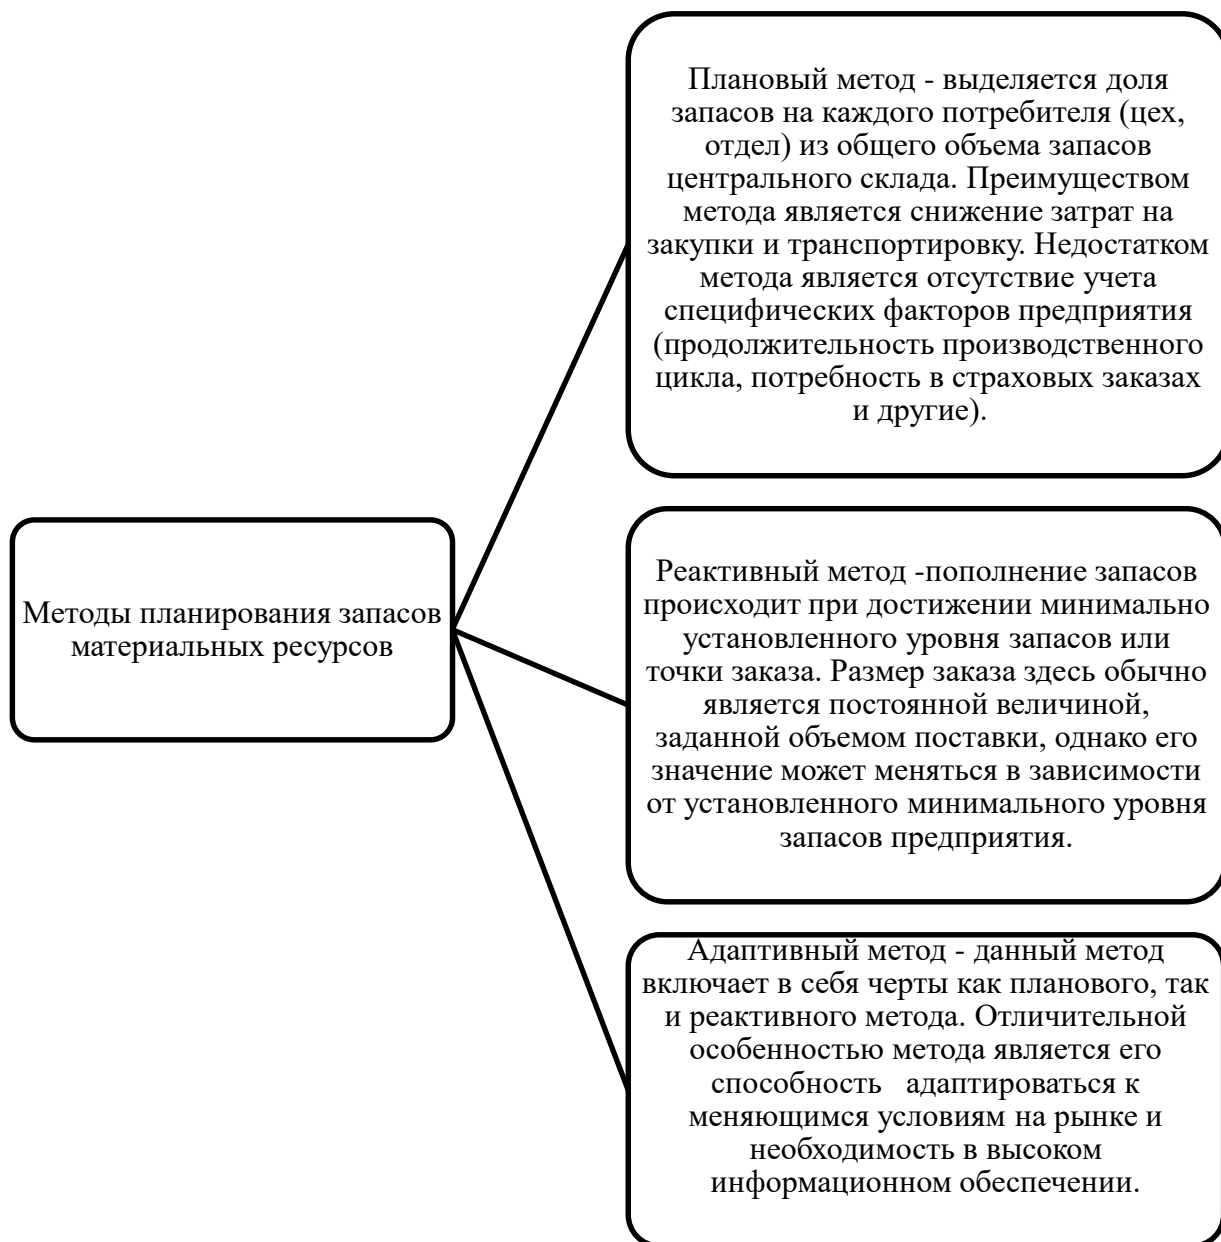 Плановый метод - выделяется доля
запасов на каждого потребителя (цех,
отдел) из общего объема запасов
центрального склада. Преимуществом
метода является снижение затрат на
закупки и транспортировку. Недостатком
метода является отсутствие учета
специфических факторов предприятия
(продолжительность производственного
цикла, потребность в страховых заказах
и другие).
Методы планирования запасов
материальных ресурсов
Реактивный метод -пополнение запасов
происходит при достижении минимально
установленного уровня запасов или
точки заказа. Размер заказа здесь обычно
является постоянной величиной,
заданной объемом поставки, однако его
значение может меняться в зависимости
от установленного минимального уровня
запасов предприятия.
Адаптивный метод - данный метод
включает в себя черты как планового, так
и реактивного метода. Отличительной
особенностью метода является его
способность   адаптироваться к
меняющимся условиям на рынке и
необходимость в высоком
информационном обеспечении.